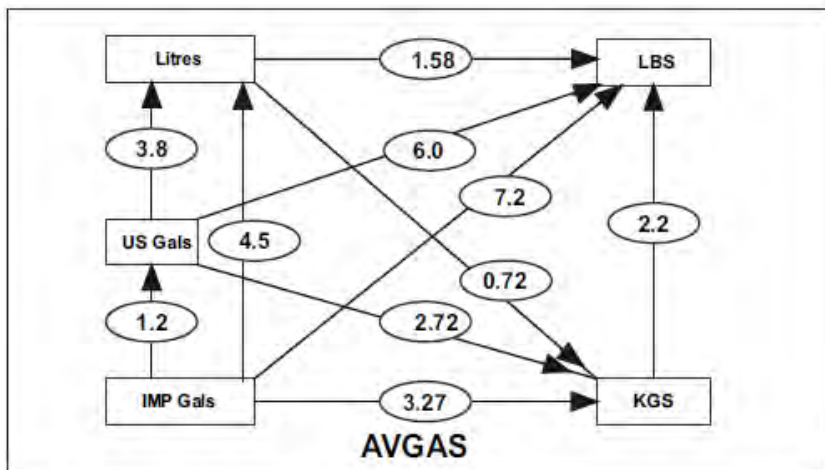 Litres
1.58
LBS
3.8
6.0
7.2
US Gals
4.5
2.2
0.72
1.2
2.72
IMP Gals
3.27
KGS
AVGAS